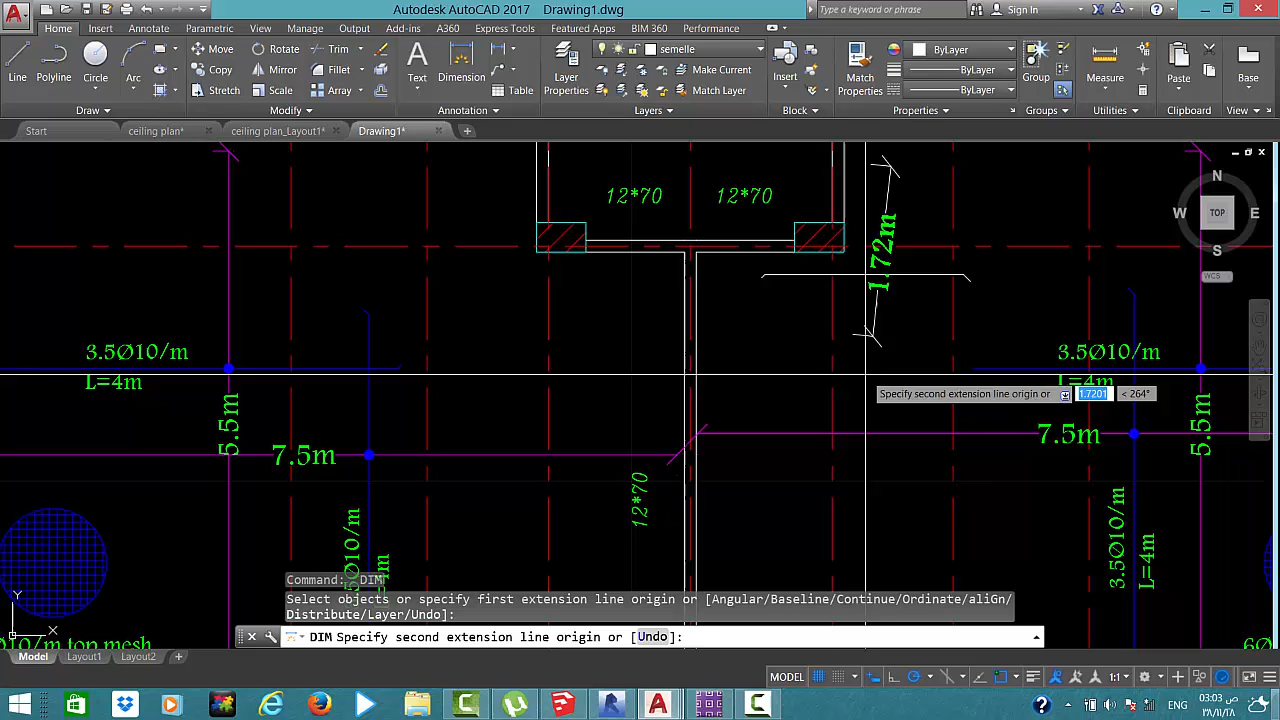 Autodesk AutoCAD 2017 Drawing1.dwg
Type a keyword or phrase
Sign In
Home Insert Annotate Parametric View Manage Output Add-ins A360 Express Tools Featured Apps BIM 360 Performance
Line Polyline Circle Arc
Move Rotate Trim
Copy Mirror Fillet
Stretch Scale Array
Text Dimension Table
Layer Properties
semelle
Make Current
Match Layer
Insert
Match Properties
ByLayer
ByLayer
ByLayer
Group Measure Paste Base
Draw Modify Annotation Layers Block Properties Groups Utilities Clipboard View
Start ceiling plan* ceiling plan_Layout1* Drawing1*
12*70 12*70
1.72m
N
W TOP E
S
WCS
3.5Ø10/m
L=4m
3.5Ø10/m
L=4m
Specify second extension line origin or 1.7201 < 264°
5.5m
7.5m
7.5m
5.5m
12*70
3.5Ø10/m
L=4m
Command: DIM
Select objects or specify first extension line origin or [Angular/Baseline/Continue/Ordinate/aliGn/
Distribute/Layer/Undo]:
DIM Specify second extension line origin or [Undo]:
Y
X
Ø10/m top mesh
6Ø
Model Layout1 Layout2
MODEL 1:1
ENG
03:03 ص